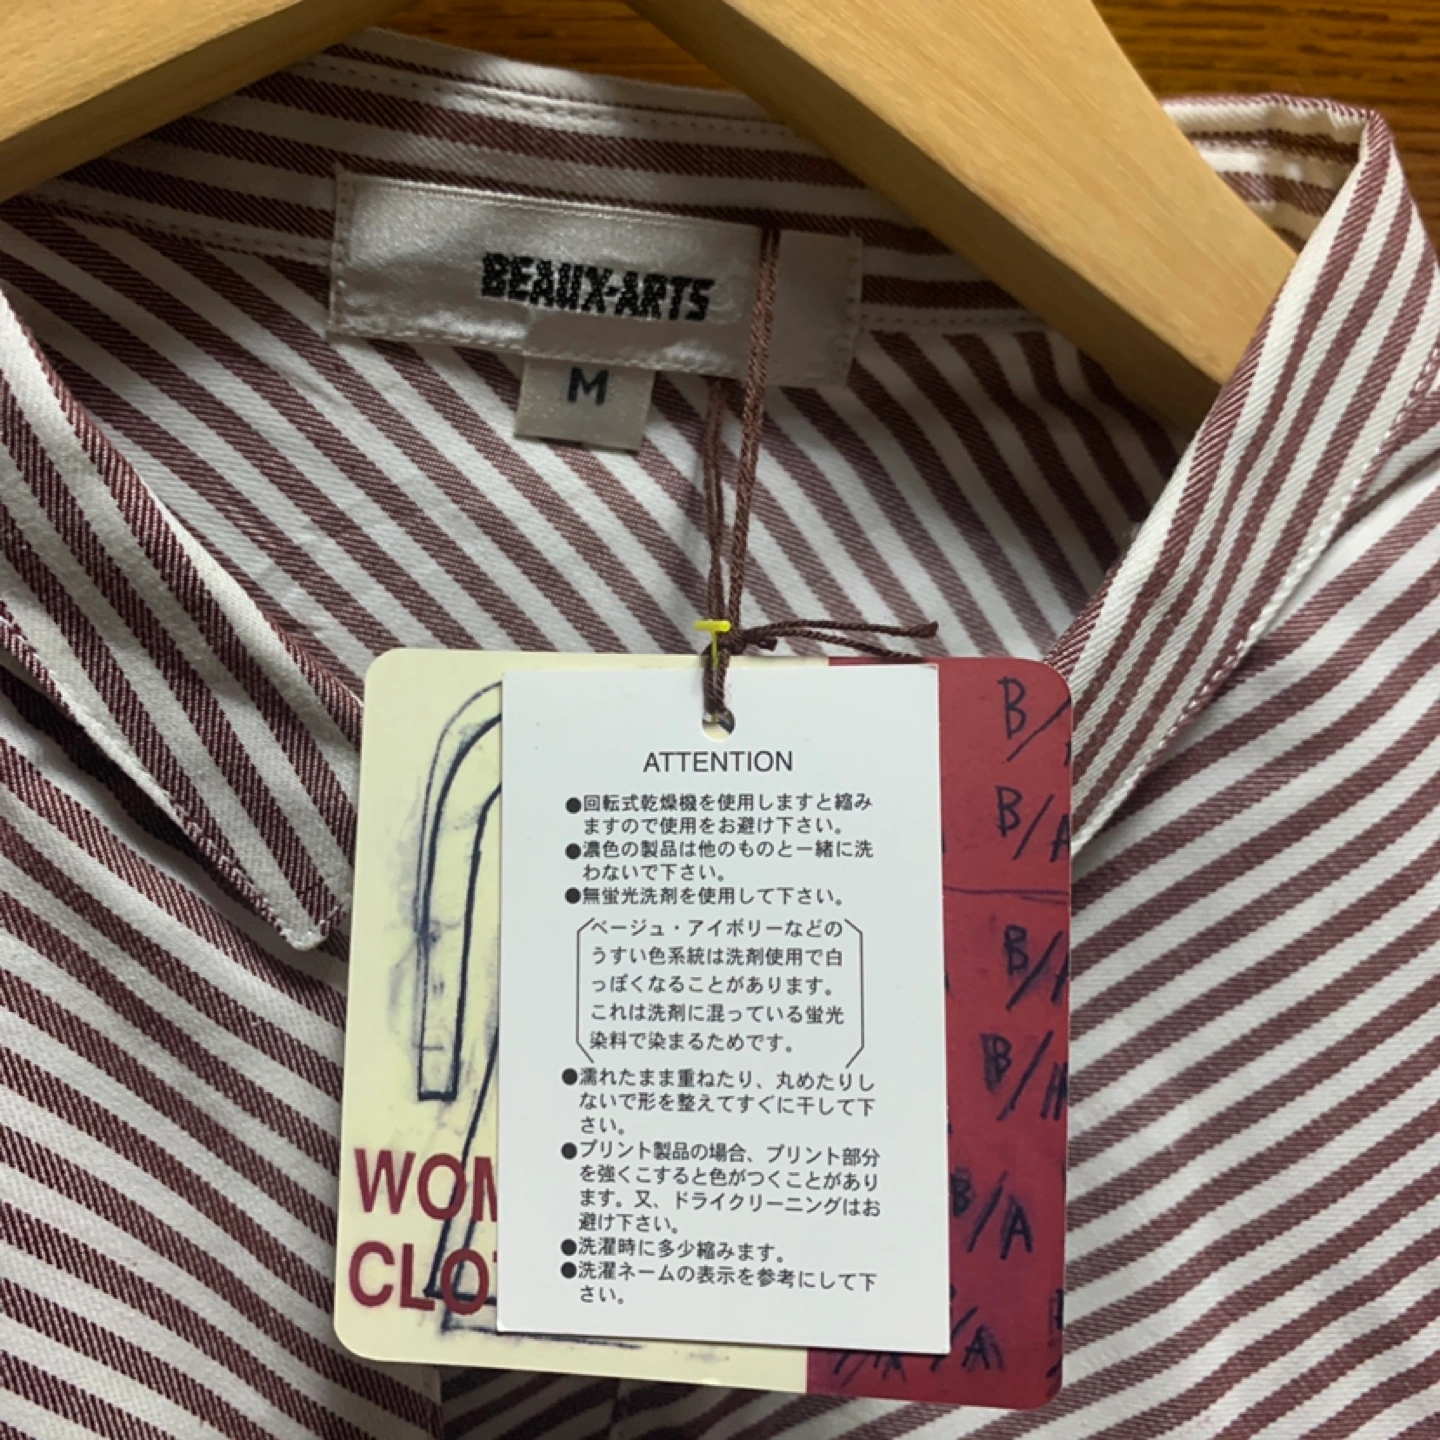 BEAUX-ARTS
M
ATTENTION
●回転式乾燥機を使用しますと縮み
ますので使用をお避け下さい。
●濃色の製品は他のものと一緒に洗
わないで下さい。
●無蛍光洗剤を使用して下さい。
ベージュ・アイボリーなどの
うすい色系統は洗剤使用で白
っぽくなることがあります。
これは洗剤に混っている蛍光
染料で染まるためです。
●濡れたまま重ねたり、丸めたりし
ないで形を整えてすぐに干して下
さい。
●プリント製品の場合、プリント部分
を強くこすると色がつくことがあり
ます。又、ドライクリーニングはお
避け下さい。
●洗濯時に多少縮みます。
●洗濯ネームの表示を参考にして下
さい。
B/
B/A
B/
B/
B/A